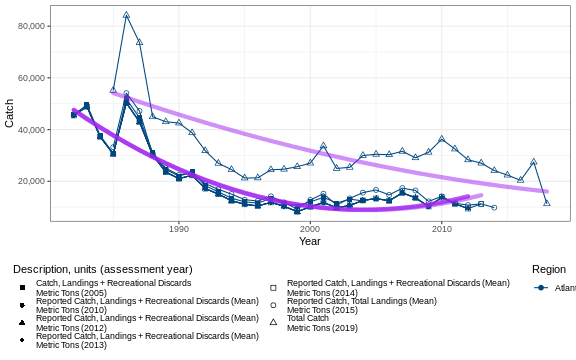 80,000
60,000
40,000
20,000
Catch
1990
2000
2010
Year
Description, units (assessment year)
Catch, Landings + Recreational Discards
Metric Tons (2005)
Reported Catch, Landings + Recreational Discards (Mean)
Metric Tons (2010)
Reported Catch, Landings + Recreational Discards (Mean)
Metric Tons (2012)
Reported Catch, Landings + Recreational Discards (Mean)
Metric Tons (2013)
Reported Catch, Landings + Recreational Discards (Mean)
Metric Tons (2014)
Reported Catch, Total Landings (Mean)
Metric Tons (2015)
Total Catch
Metric Tons (2019)
Region
Atlant